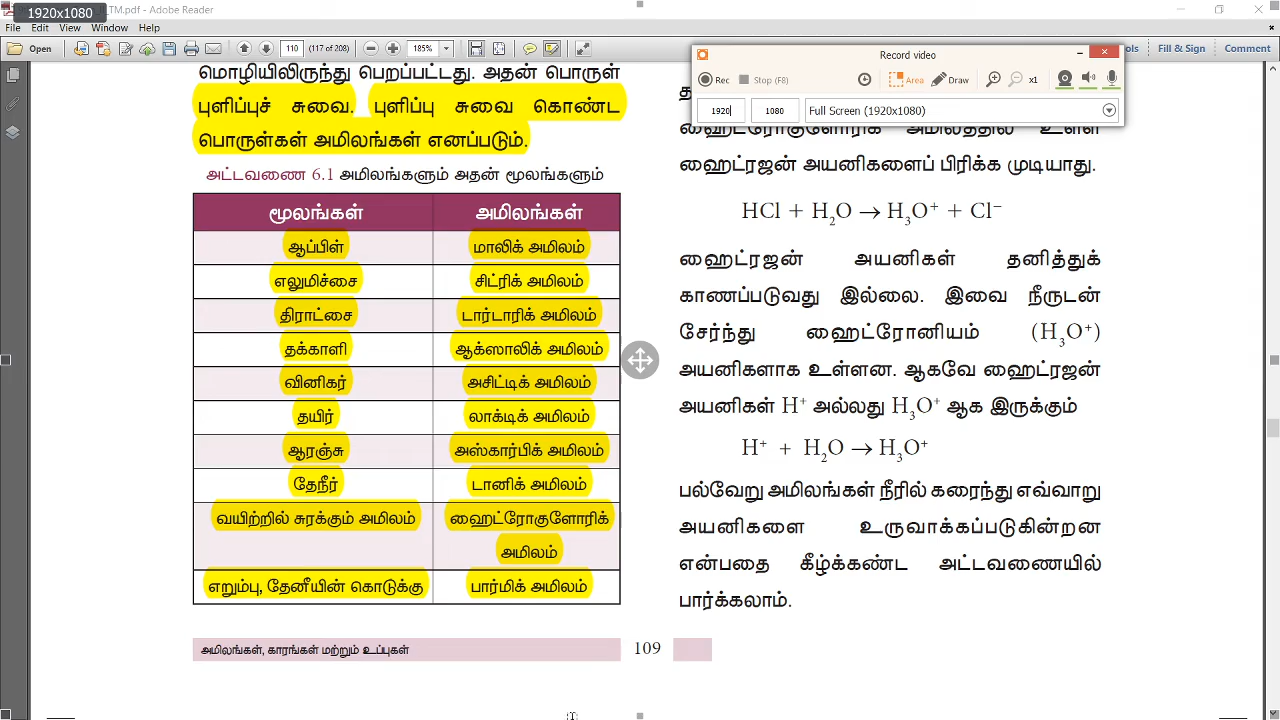 1920x1080
_TM.pdf - Adobe Reader
File Edit View Window Help
Open 110 (117 of 208) 185% Tools Fill & Sign Comment
Record video
Rec Stop (F8) Area Draw x1
1920 1080 Full Screen (1920x1080)
மொழியிலிருந்து பெறப்பட்டது. அதன் பொருள்
புளிப்புச் சுவை. புளிப்பு சுவை கொண்ட
பொருள்கள் அமிலங்கள் எனப்படும்.
அட்டவணை 6.1 அமிலங்களும் அதன் மூலங்களும்
மூலங்கள் அமிலங்கள்
ஆப்பிள் மாலிக் அமிலம்
எலுமிச்சை சிட்ரிக் அமிலம்
திராட்சை டார்டாரிக் அமிலம்
தக்காளி ஆக்ஸாலிக் அமிலம்
வினிகர் அசிட்டிக் அமிலம்
தயிர் லாக்டிக் அமிலம்
ஆரஞ்சு அஸ்கார்பிக் அமிலம்
தேநீர் டானிக் அமிலம்
வயிற்றில் சுரக்கும் அமிலம் ஹைட்ரோகுளோரிக்
அமிலம்
எறும்பு, தேனீயின் கொடுக்கு பார்மிக் அமிலம்
ஹைட்ரோகுளோரிக் அமிலத்தில் உள்ள
ஹைட்ரஜன் அயனிகளைப் பிரிக்க முடியாது.
HCl + H₂O → H₃O⁺ + Cl⁻
ஹைட்ரஜன் அயனிகள் தனித்துக்
காணப்படுவது இல்லை. இவை நீருடன்
சேர்ந்து ஹைட்ரோனியம் (H₃O⁺)
அயனிகளாக உள்ளன. ஆகவே ஹைட்ரஜன்
அயனிகள் H⁺ அல்லது H₃O⁺ ஆக இருக்கும்
H⁺ + H₂O → H₃O⁺
பல்வேறு அமிலங்கள் நீரில் கரைந்து எவ்வாறு
அயனிகளை உருவாக்கப்படுகின்றன
என்பதை கீழ்க்கண்ட அட்டவணையில்
பார்க்கலாம்.
அமிலங்கள், காரங்கள் மற்றும் உப்புகள் 109